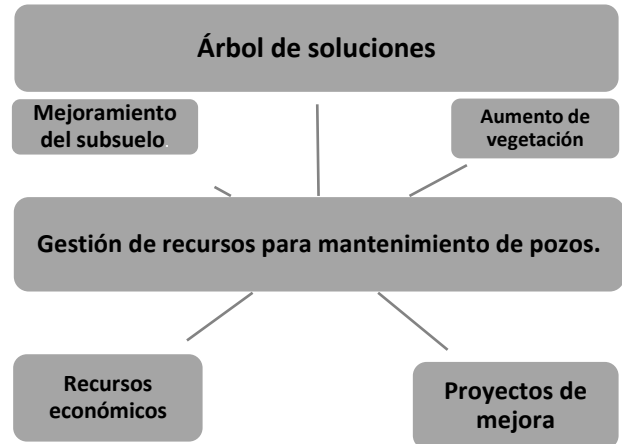 Árbol de soluciones
Mejoramiento
del subsuelo.
Aumento de
vegetación
Gestión de recursos para mantenimiento de pozos.
Recursos
económicos
Proyectos de
mejora